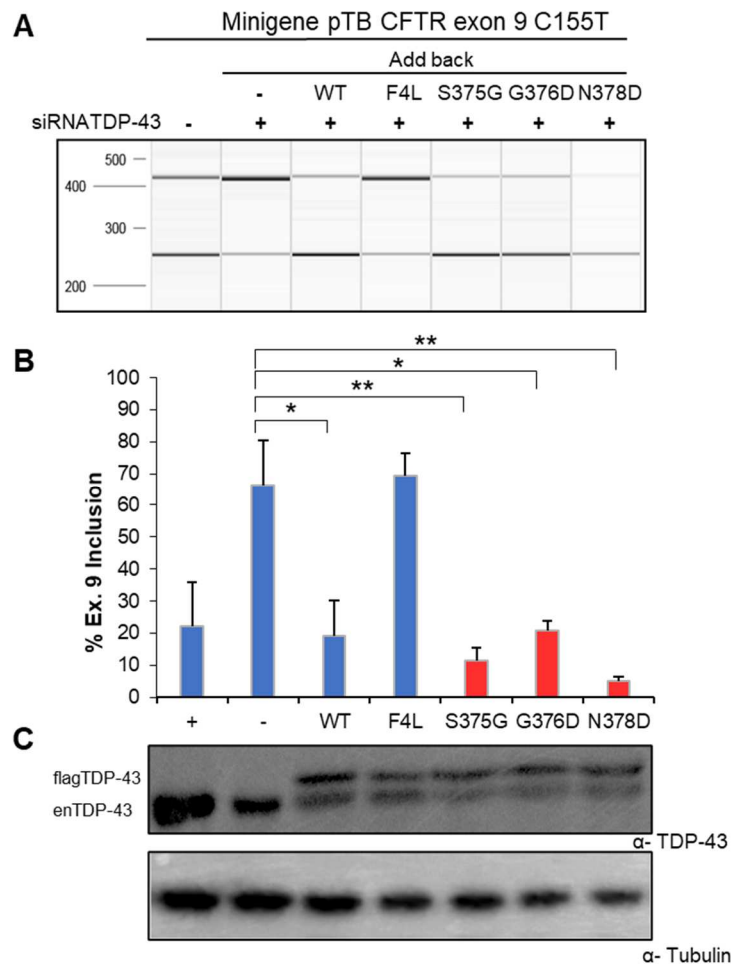 A
Minigene pTB CFTR exon 9 C155T
Add back
- WT F4L S375G G376D N378D
siRNATDP-43 - + + + + + +
500
400
300
200
B
** 
*
**
*
% Ex. 9 Inclusion
100
90
80
70
60
50
40
30
20
10
0
+ - WT F4L S375G G376D N378D
C
flagTDP-43
enTDP-43
α- TDP-43
α- Tubulin